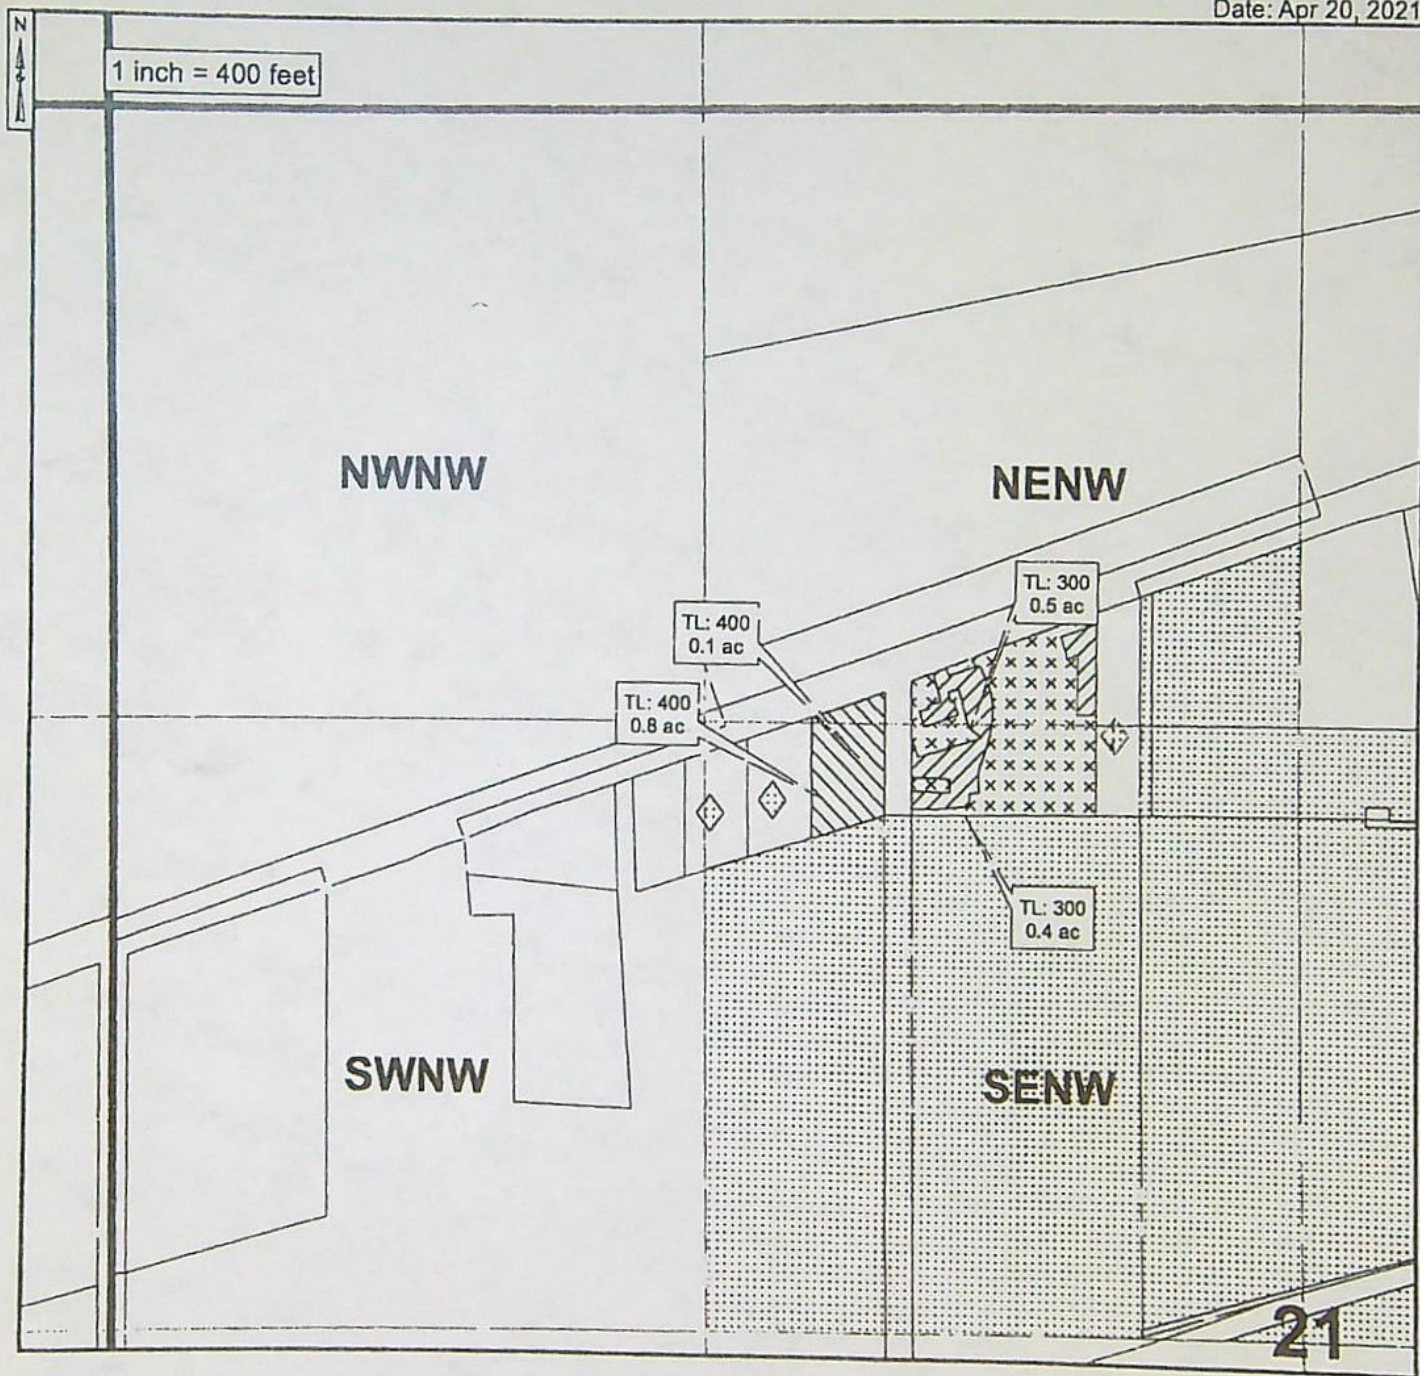 Date: Apr 20, 2021
N
1 inch = 400 feet
NWNW
NENW
TL: 300
0.5 ac
TL: 400
0.1 ac
TL: 400
0.8 ac
TL: 300
0.4 ac
SWNW
SENW
21